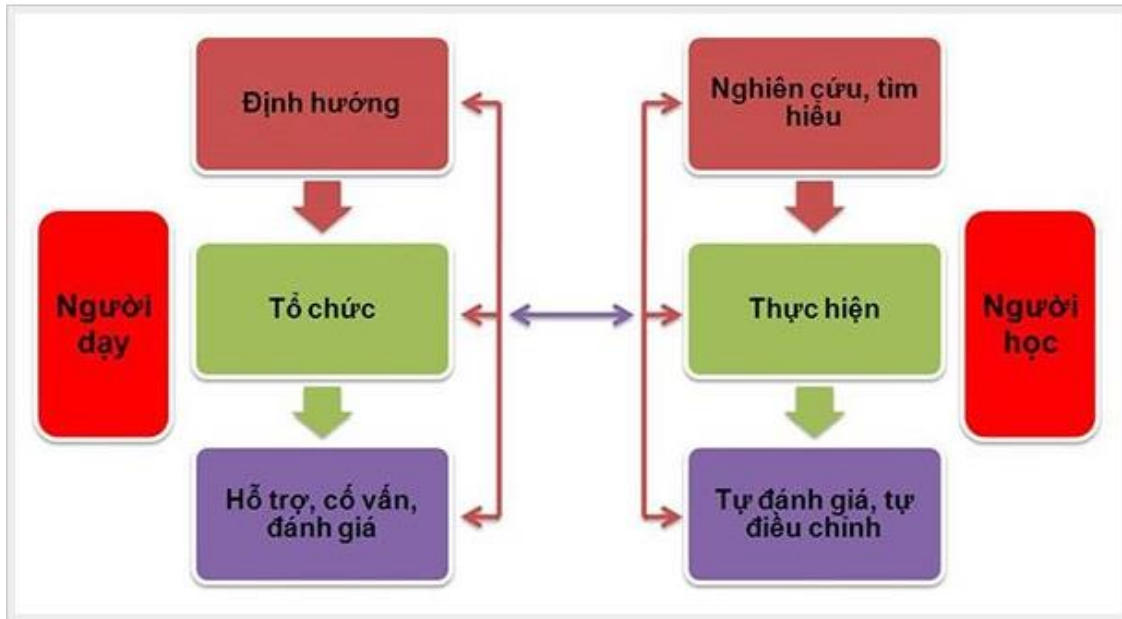 Định hướng
Nghiên cứu, tìm
hiểu
Người
dạy
Tổ chức
Thực hiện
Người
học
Hỗ trợ, cố vấn,
đánh giá
Tự đánh giá, tự
điều chỉnh